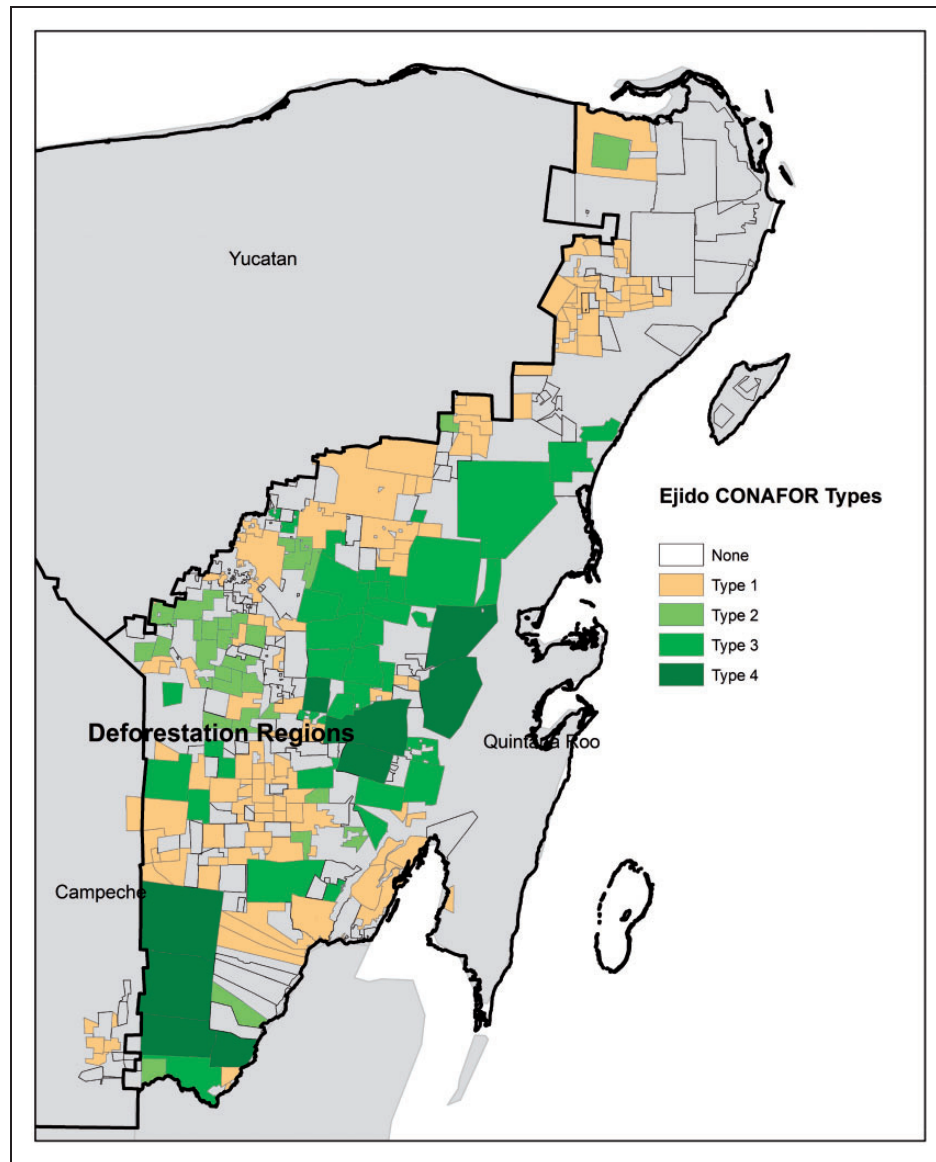 Yucatan
Ejido CONAFOR Types
None
Type 1
Type 2
Type 3
Type 4
Deforestation Regions
Quintana Roo
Campeche